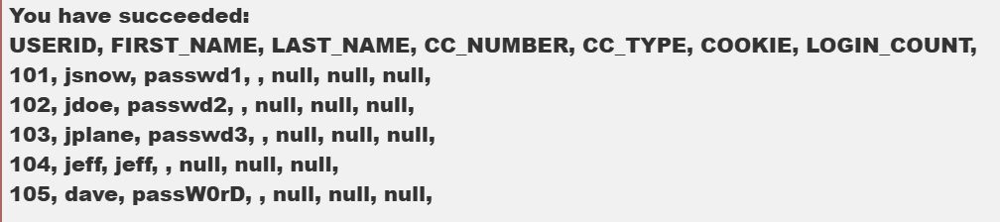 You have succeeded:
USERID, FIRST_NAME, LAST_NAME, CC_NUMBER, CC_TYPE, COOKIE, LOGIN_COUNT,
101, jsnow, passwd1, , null, null, null,
102, jdoe, passwd2, , null, null, null,
103, jplane, passwd3, , null, null, null,
104, jeff, jeff, , null, null, null,
105, dave, passW0rD, , null, null, null,